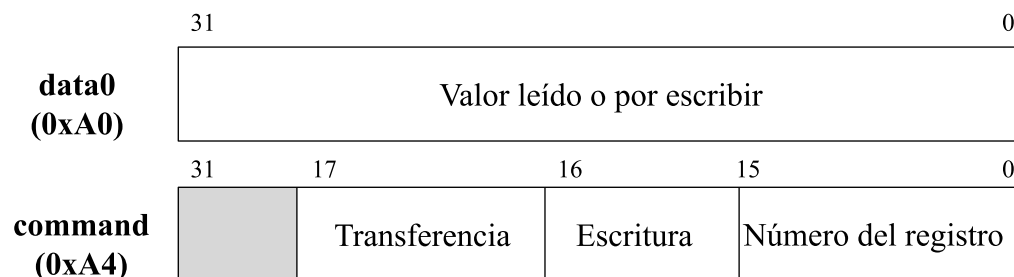 31 0
data0
(0xA0)
Valor leído o por escribir
31 17 16 15 0
command
(0xA4)
Transferencia Escritura Número del registro